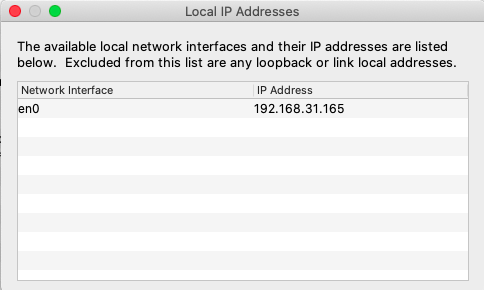 Local IP Addresses
The available local network interfaces and their IP addresses are listed
below.  Excluded from this list are any loopback or link local addresses.
Network Interface IP Address
en0 192.168.31.165